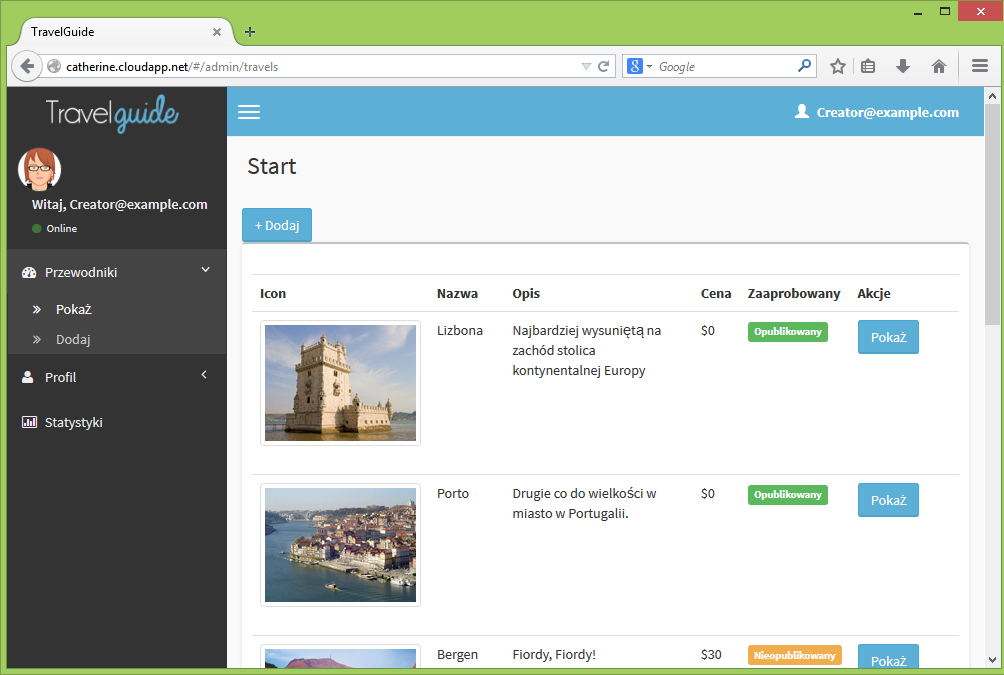 TravelGuide
catherine.cloudapp.net/#/admin/travels
Google
Travelguide
Creator@example.com
Witaj, Creator@example.com
Online
Start
+ Dodaj
Przewodniki
Pokaż
Dodaj
Profil
Statystyki
Icon Nazwa Opis Cena Zaaprobowany Akcje
Lizbona Najbardziej wysuniętą na $0 Opublikowany Pokaż
zachód stolica
kontynentalnej Europy
Porto Drugie co do wielkości w $0 Opublikowany Pokaż
miasto w Portugalii.
Bergen Fiordy, Fiordy! $30 Nieopublikowany Pokaż